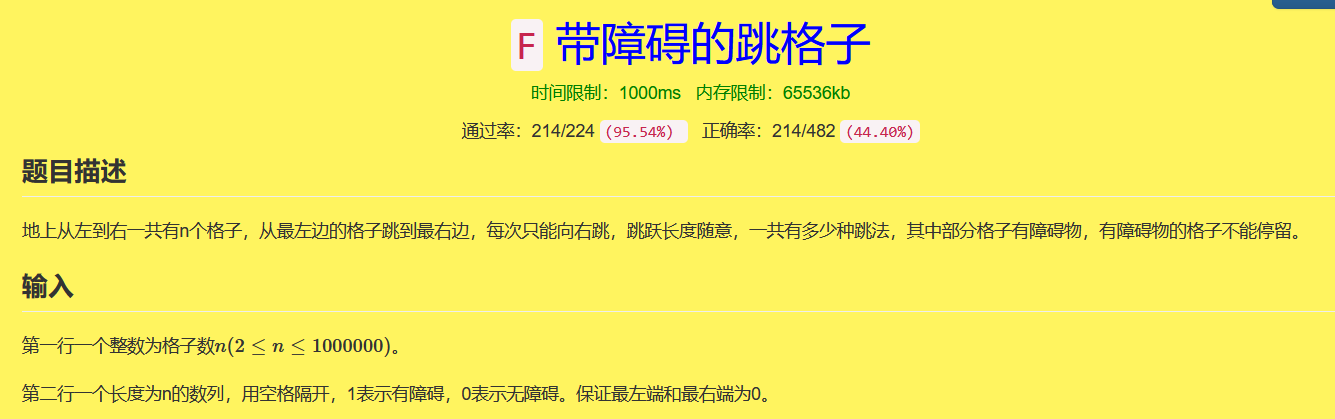 F 带障碍的跳格子
时间限制：1000ms 内存限制：65536kb
通过率：214/224 (95.54%) 正确率：214/482 (44.40%)
题目描述
地上从左到右一共有n个格子，从最左边的格子跳到最右边，每次只能向右跳，跳跃长度随意，一共有多少种跳法，其中部分格子有障碍物，有障碍物的格子不能停留。
输入
第一行一个整数为格子数n(2 ≤ n ≤ 1000000)。
第二行一个长度为n的数列，用空格隔开，1表示有障碍，0表示无障碍。保证最左端和最右端为0。